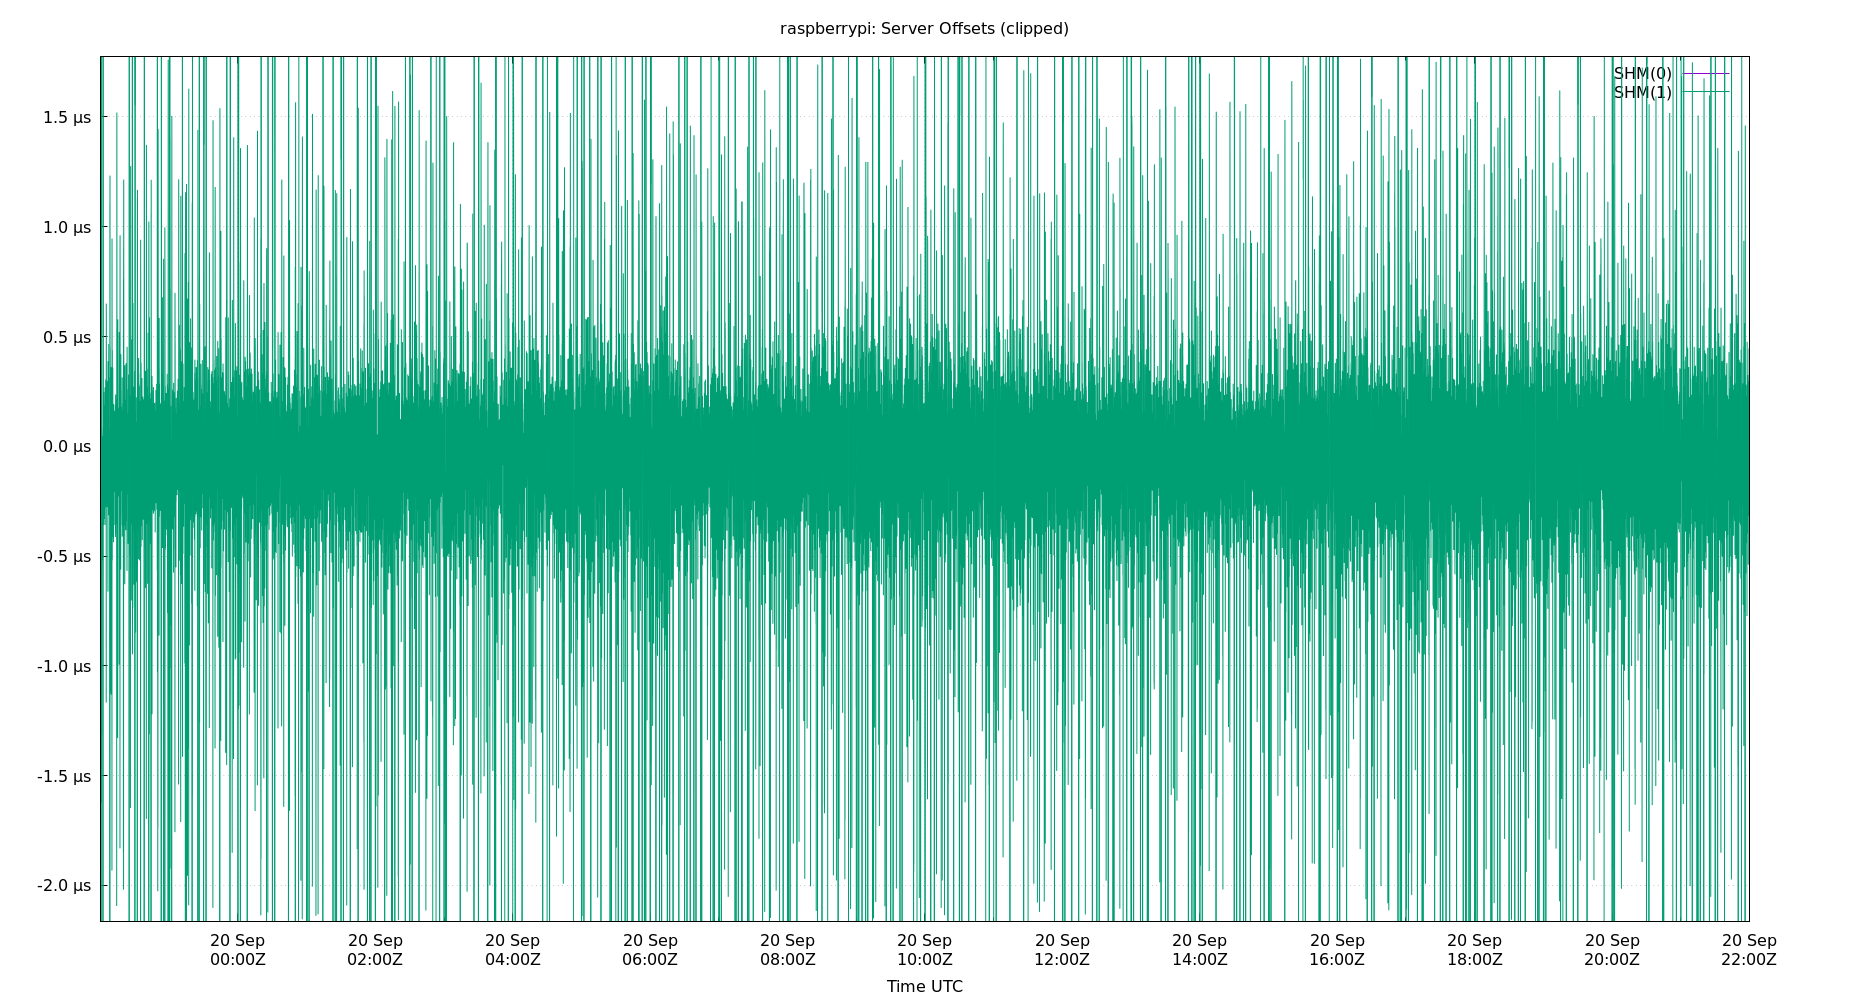 raspberrypi: Server Offsets (clipped)
SHM(0)
SHM(1)
1.5 µs
1.0 µs
0.5 µs
0.0 µs
-0.5 µs
-1.0 µs
-1.5 µs
-2.0 µs
20 Sep 20 Sep 20 Sep 20 Sep 20 Sep 20 Sep 20 Sep 20 Sep 20 Sep 20 Sep 20 Sep 20 Sep
00:00Z 02:00Z 04:00Z 06:00Z 08:00Z 10:00Z 12:00Z 14:00Z 16:00Z 18:00Z 20:00Z 22:00Z
Time UTC